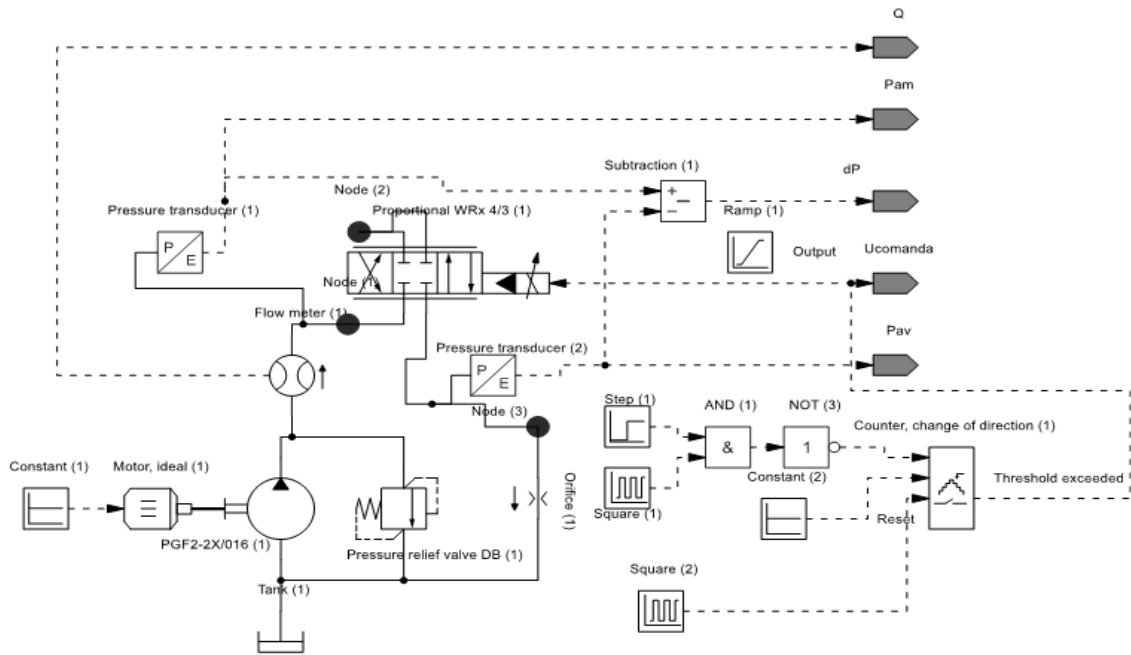 Q
Pam
Subtraction (1)
dP
+
−
−
Node (2)
Pressure transducer (1)
Proportional WRx 4/3 (1)
Ramp (1)
P
E
Output
Ucomanda
Node (1)
Flow meter (1)
Pressure transducer (2)
Pav
P
E
Node (3)
Step (1)
AND (1)
NOT (3)
Counter, change of direction (1)
&
1
Constant (1)
Motor, ideal (1)
Constant (2)
Threshold exceeded
Orifice (1)
Square (1)
Reset
PGF2-2X/016 (1)
Pressure relief valve DB (1)
Square (2)
Tank (1)